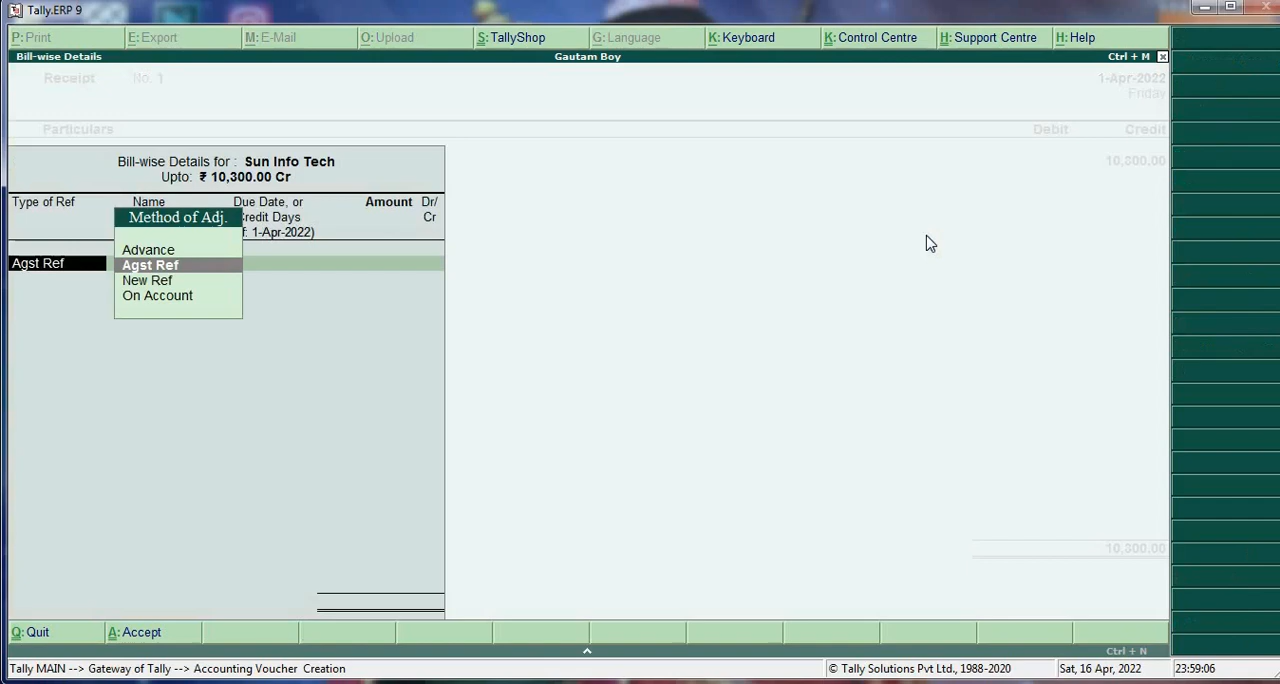 Tally.ERP 9
P: Print E: Export M: E-Mail O: Upload S: TallyShop G: Language K: Keyboard K: Control Centre H: Support Centre H: Help
Bill-wise Details Gautam Boy Ctrl + M
Receipt No. 1 1-Apr-2022
Friday
Particulars Debit Credit
Bill-wise Details for : Sun Info Tech 10,300.00
Upto: ₹ 10,300.00 Cr
Type of Ref Name Due Date, or Amount Dr/
Method of Adj. Credit Days Cr
f: 1-Apr-2022)
Advance
Agst Ref Agst Ref
New Ref
On Account
10,300.00
Q: Quit A: Accept
Ctrl + N
Tally MAIN --> Gateway of Tally --> Accounting Voucher Creation © Tally Solutions Pvt Ltd., 1988-2020 Sat, 16 Apr, 2022 23:59:06